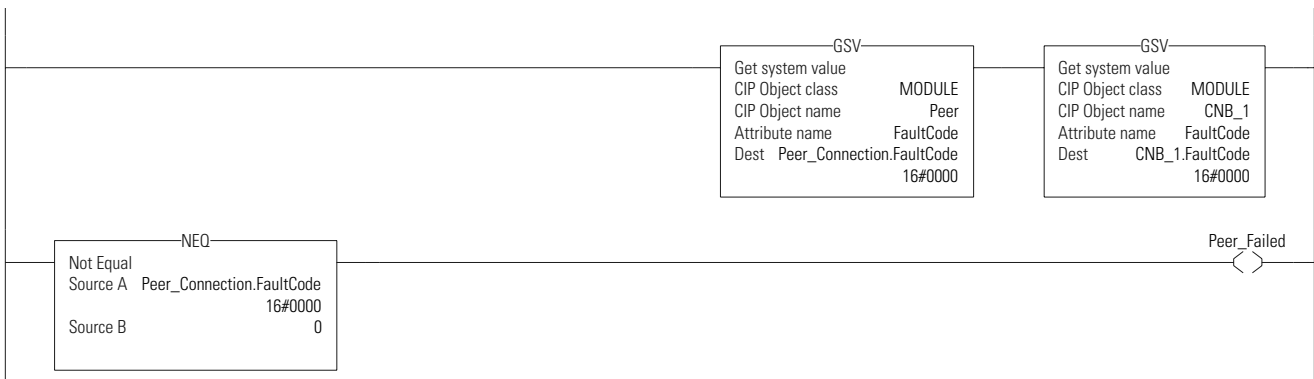 GSV
Get system value
CIP Object class MODULE
CIP Object name Peer
Attribute name FaultCode
Dest Peer_Connection.FaultCode
16#0000
GSV
Get system value
CIP Object class MODULE
CIP Object name CNB_1
Attribute name FaultCode
Dest CNB_1.FaultCode
16#0000
NEQ
Not Equal
Source A Peer_Connection.FaultCode
16#0000
Source B 0
Peer_Failed